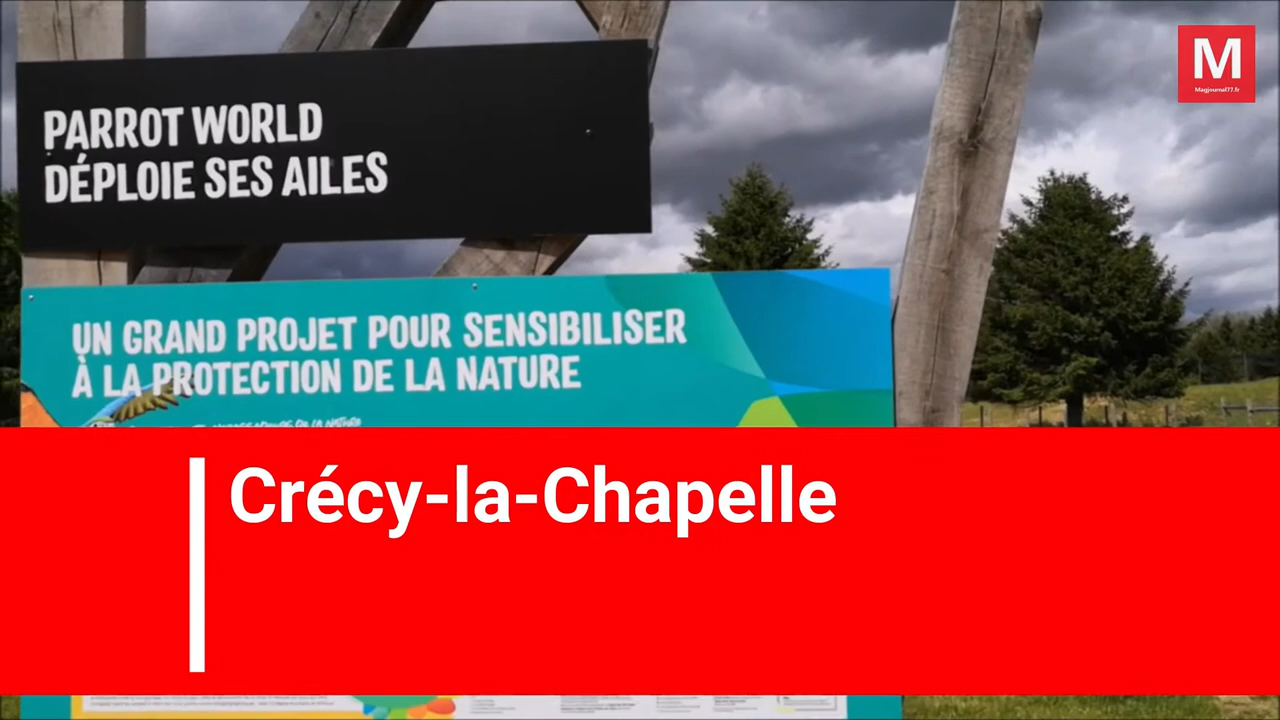 M
Magjournal77.fr
PARROT WORLD
DÉPLOIE SES AILES
UN GRAND PROJET POUR SENSIBILISER
À LA PROTECTION DE LA NATURE
Crécy-la-Chapelle